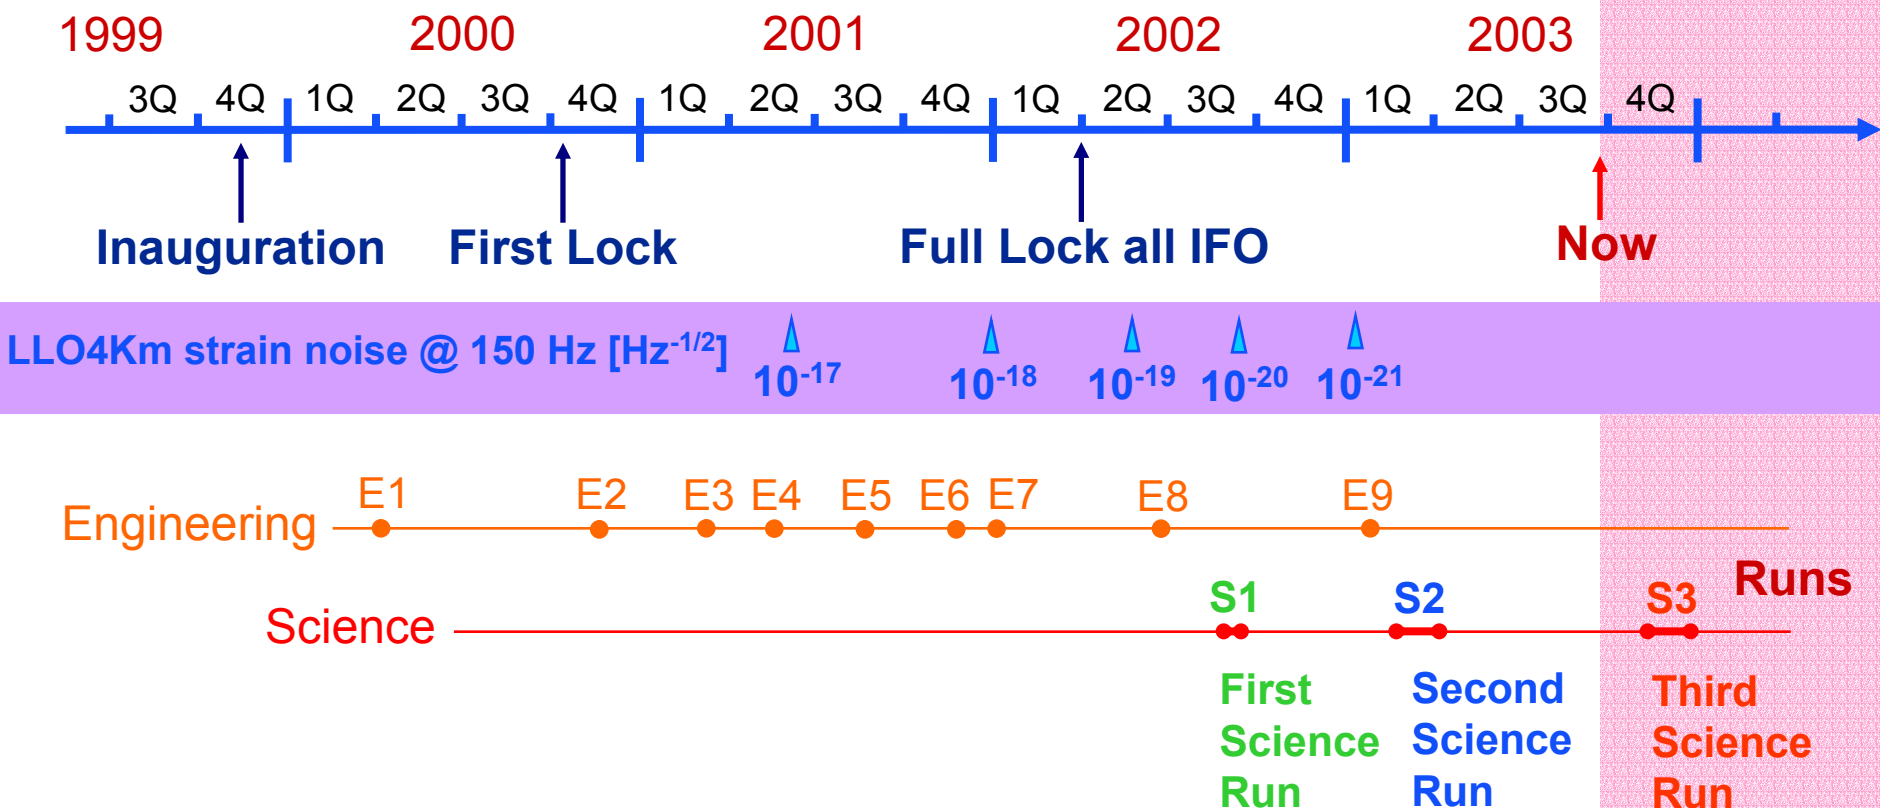 1999 2000 2001 2002 2003
3Q 4Q 1Q 2Q 3Q 4Q 1Q 2Q 3Q 4Q 1Q 2Q 3Q 4Q 1Q 2Q 3Q 4Q
Inauguration First Lock Full Lock all IFO Now
LLO4Km strain noise @ 150 Hz [Hz^-1/2]
10^-17 10^-18 10^-19 10^-20 10^-21
E1 E2 E3 E4 E5 E6 E7 E8 E9
Engineering
Runs
S1 S2 S3
Science
First
Science
Run
Second
Science
Run
Third
Science
Run